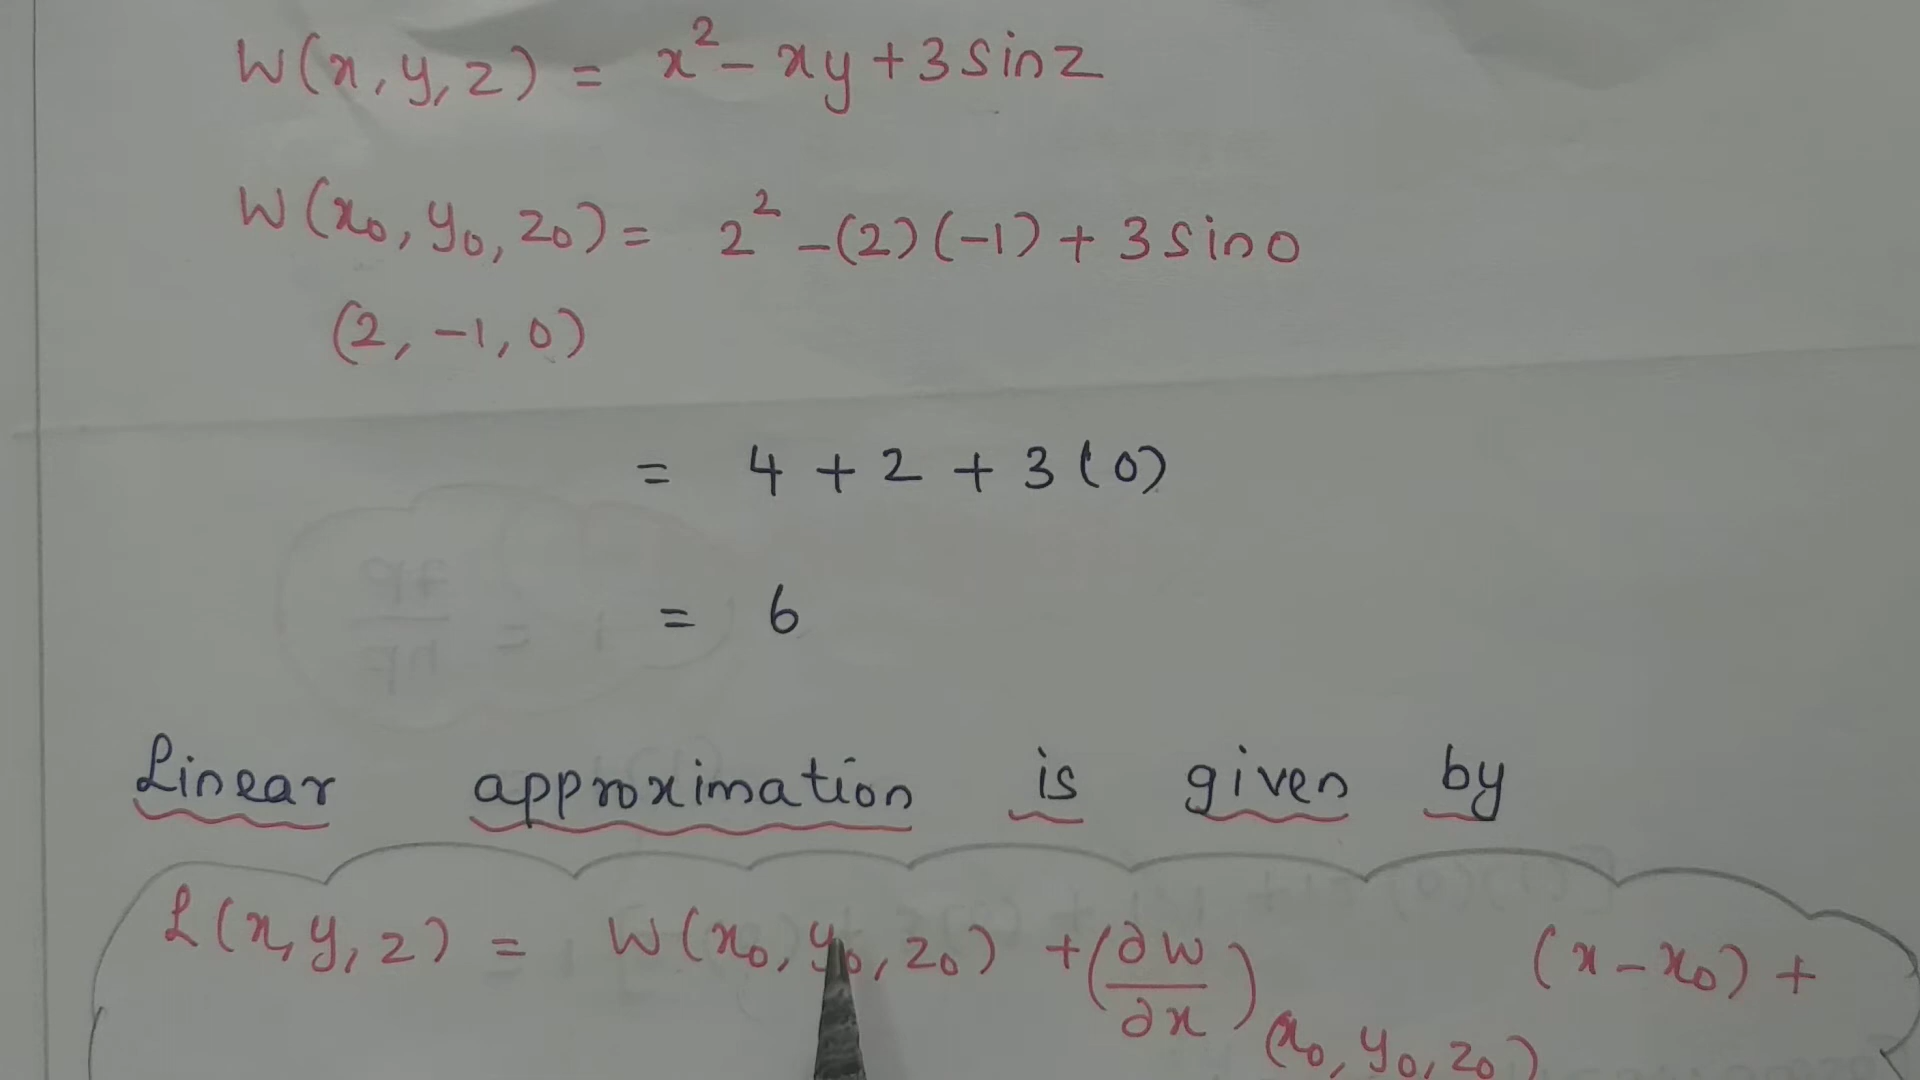 W(x,y,z) = x² - xy + 3 sin z
W(x₀, y₀, z₀) = 2² - (2)(-1) + 3 sin 0
(2, -1, 0)
= 4 + 2 + 3(0)
= 6
Linear approximation is given by
L(x,y,z) = W(x₀, y₀, z₀) + (∂w/∂x)(x₀, y₀, z₀) (x - x₀) +